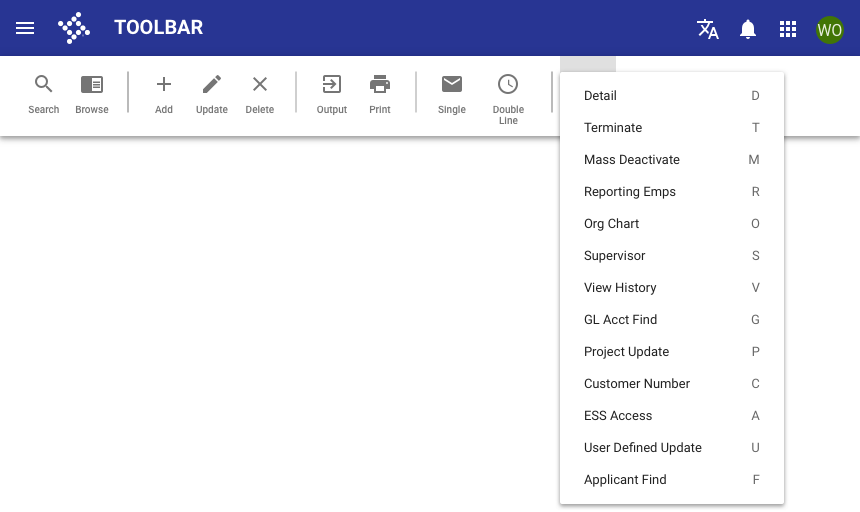 TOOLBAR
WO
Search
Browse
Add
Update
Delete
Output
Print
Single
Double
Line
Detail D
Terminate T
Mass Deactivate M
Reporting Emps R
Org Chart O
Supervisor S
View History V
GL Acct Find G
Project Update P
Customer Number C
ESS Access A
User Defined Update U
Applicant Find F